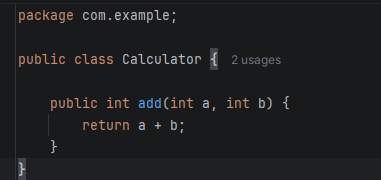 package com.example;
public class Calculator { 2 usages
    public int add(int a, int b) {
        return a + b;
    }
}